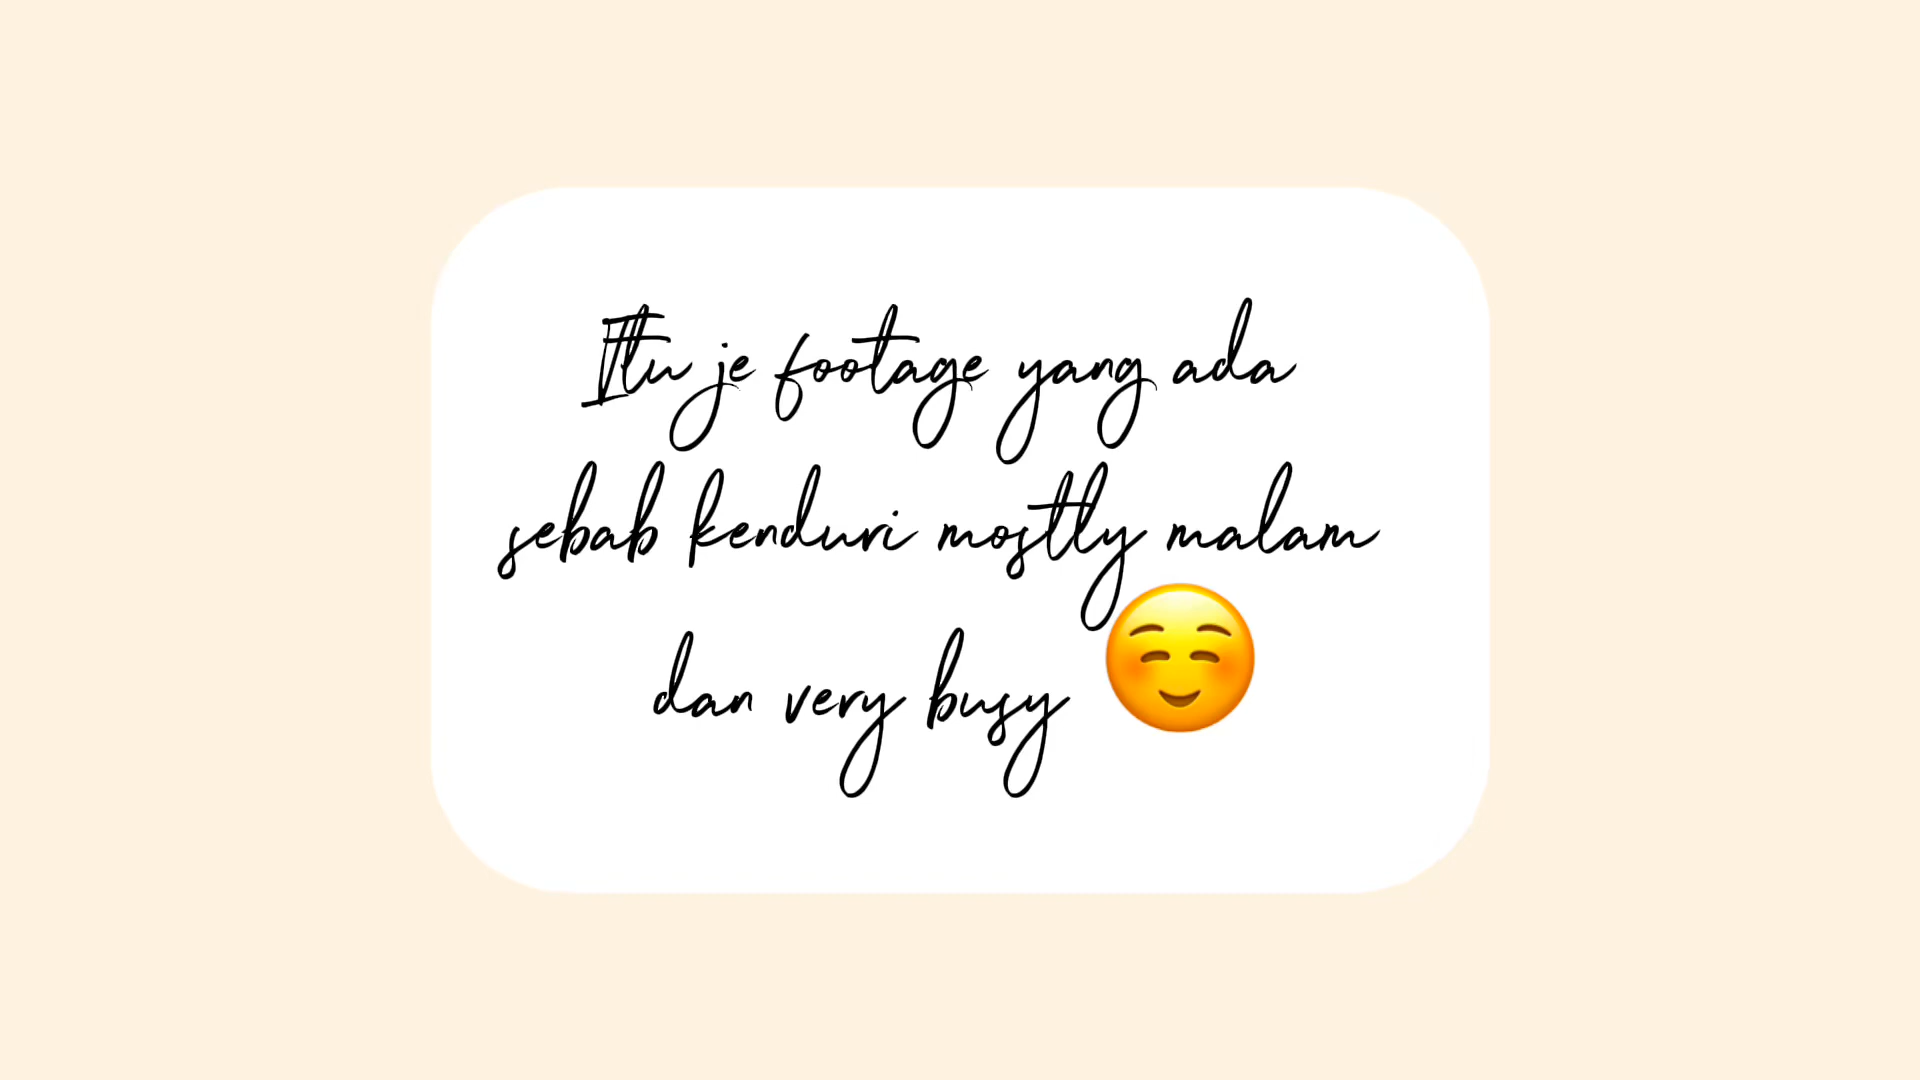 Itu je footage yang ada
sebab kenduri mostly malam
dan very busy ☺️